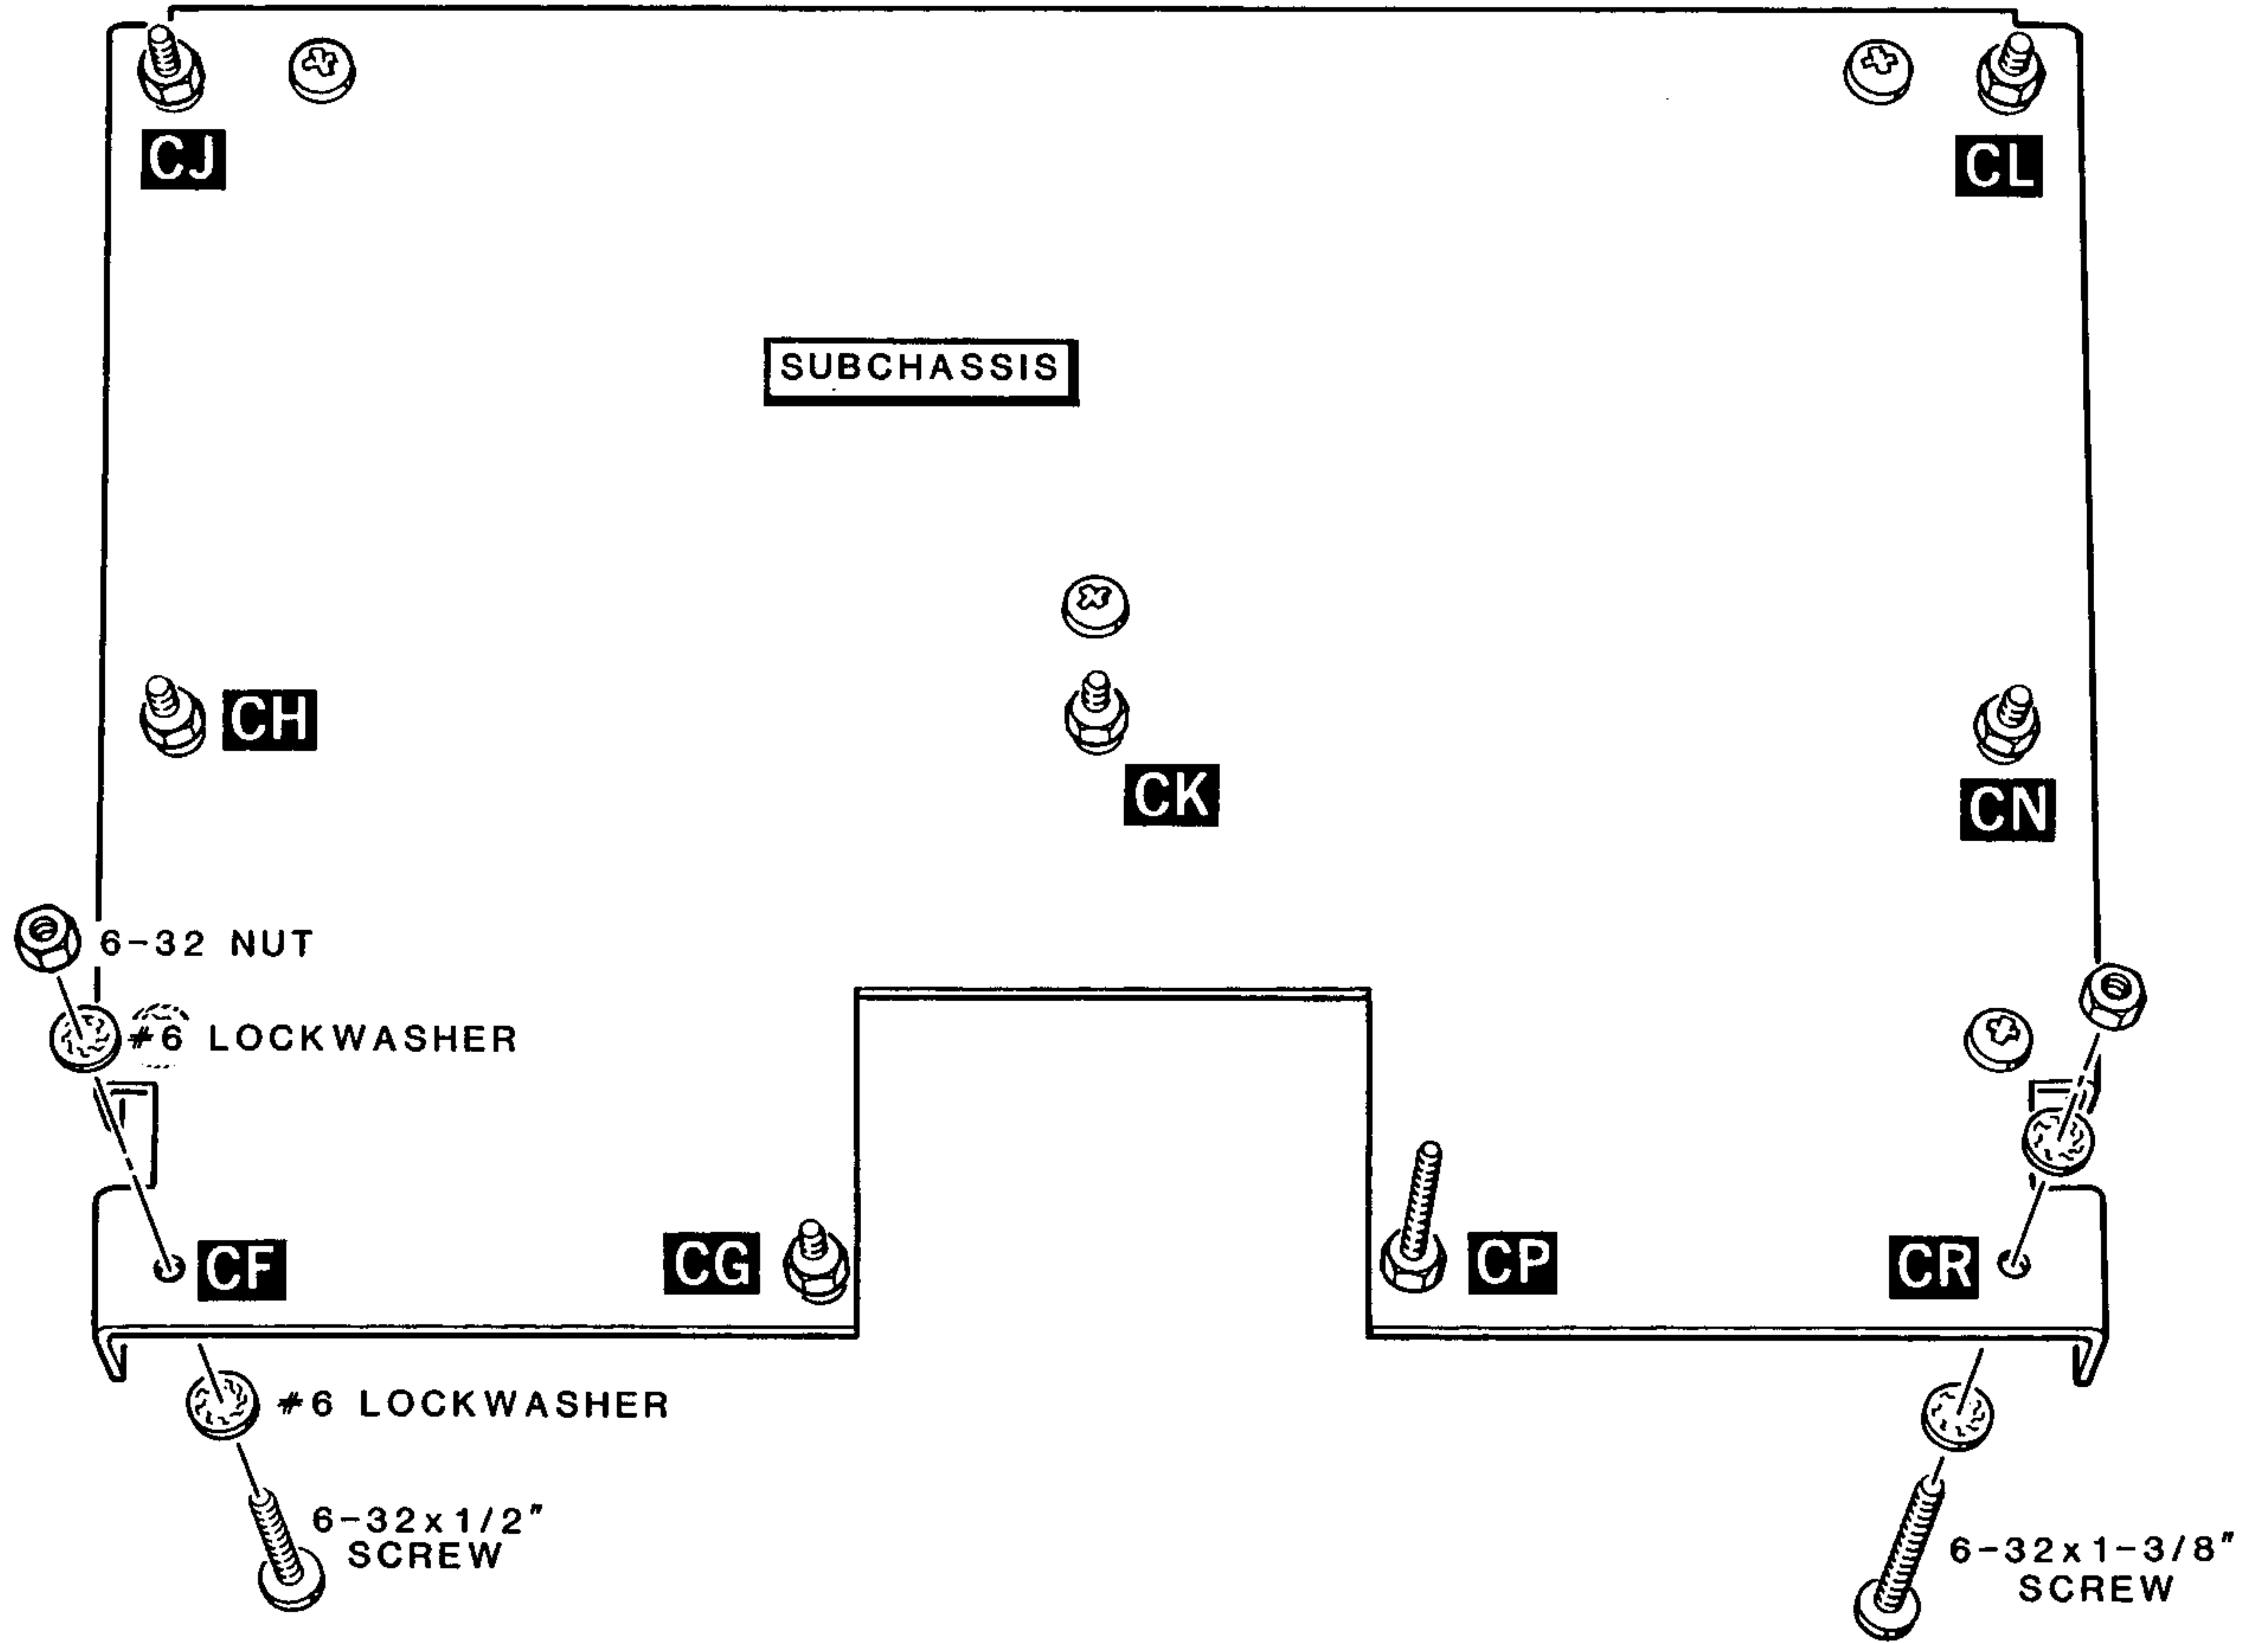 CJ
CL
SUBCHASSIS
CH
CK
CN
6-32 NUT
#6 LOCKWASHER
CF
CG
CP
CR
#6 LOCKWASHER
6-32x1/2"
SCREW
6-32x1-3/8"
SCREW